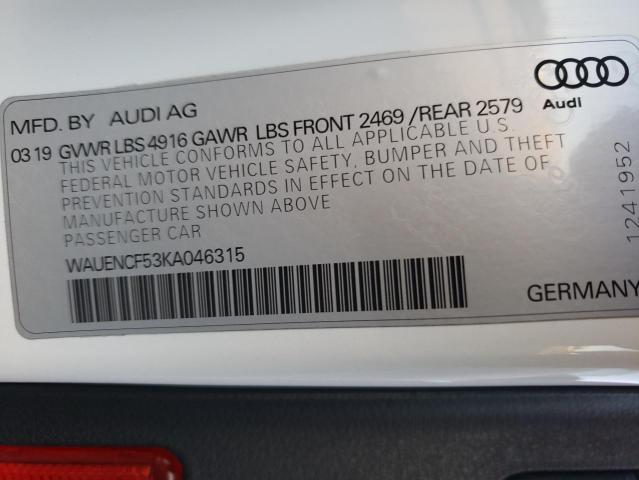 MFD. BY AUDI AG
Audi
03 19 GVWR LBS 4916 GAWR LBS FRONT 2469 /REAR 2579
THIS VEHICLE CONFORMS TO ALL APPLICABLE U.S.
FEDERAL MOTOR VEHICLE SAFETY, BUMPER AND THEFT
PREVENTION STANDARDS IN EFFECT ON THE DATE OF
MANUFACTURE SHOWN ABOVE
PASSENGER CAR
WAUENCF53KA046315
1241952
GERMANY